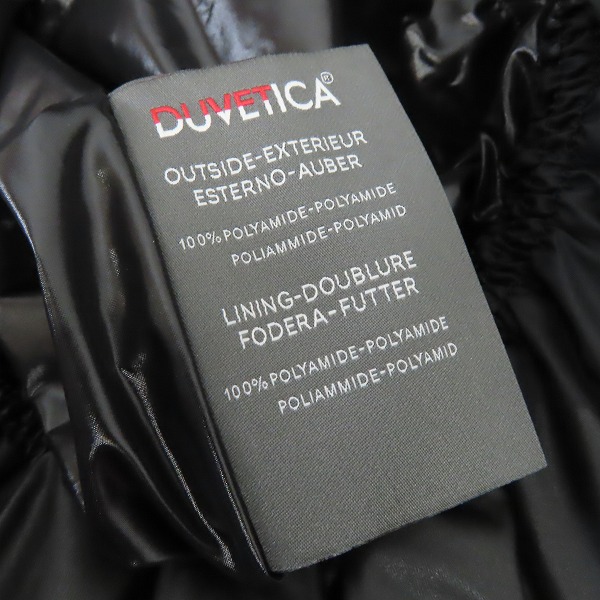 DUVETICA®
OUTSIDE-EXTERIEUR
ESTERNO-AUBER
100% POLYAMIDE-POLYAMIDE
POLIAMMIDE-POLYAMID
LINING-DOUBLURE
FODERA-FUTTER
100% POLYAMIDE-POLYAMIDE
POLIAMMIDE-POLYAMID